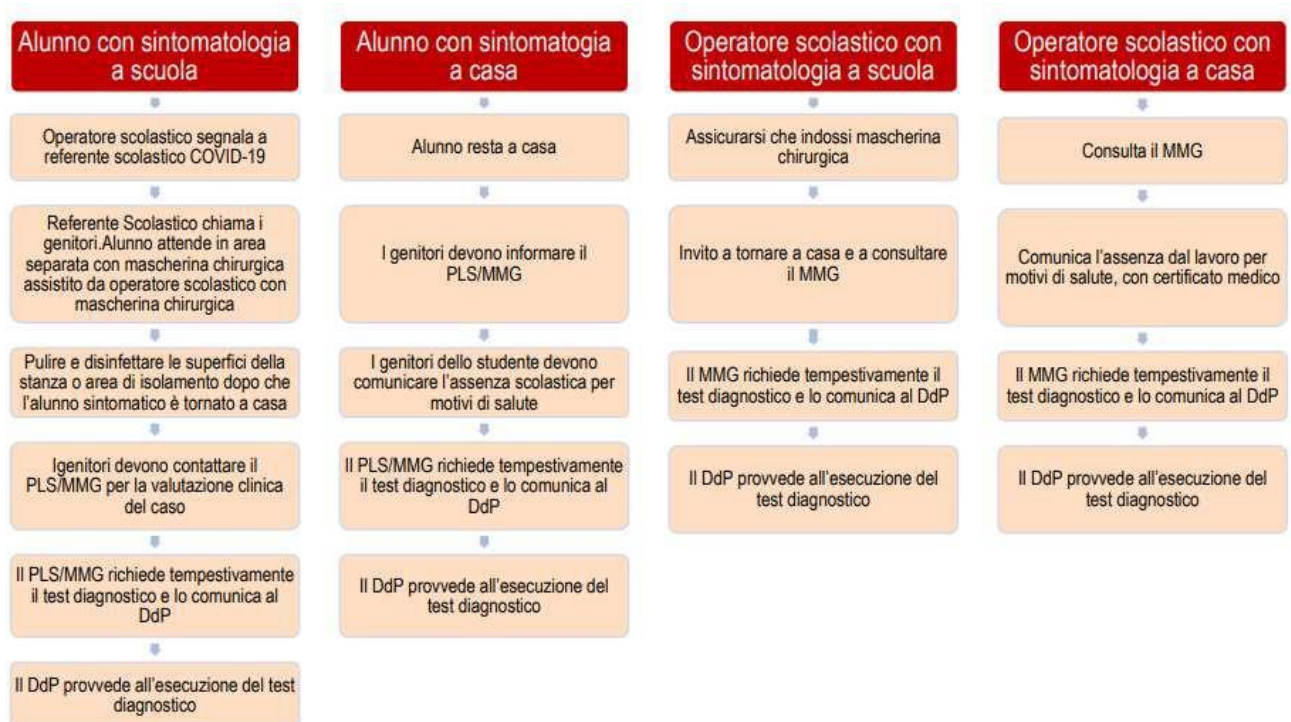 Alunno con sintomatologia
a scuola
Operatore scolastico segnala a
referente scolastico COVID-19
Referente Scolastico chiama i
genitori.Alunno attende in area
separata con mascherina chirurgica
assistito da operatore scolastico con
mascherina chirurgica
Pulire e disinfettare le superfici della
stanza o area di isolamento dopo che
l'alunno sintomatico è tornato a casa
Igenitori devono contattare il
PLS/MMG per la valutazione clinica
del caso
Il PLS/MMG richiede tempestivamente
il test diagnostico e lo comunica al
DdP
Il DdP provvede all'esecuzione del test
diagnostico
Alunno con sintomatogia
a casa
Alunno resta a casa
I genitori devono informare il
PLS/MMG
I genitori dello studente devono
comunicare l'assenza scolastica per
motivi di salute
Il PLS/MMG richiede tempestivamente
il test diagnostico e lo comunica al
DdP
Il DdP provvede all'esecuzione del
test diagnostico
Operatore scolastico con
sintomatologia a scuola
Assicurarsi che indossi mascherina
chirurgica
Invito a tornare a casa e a consultare
il MMG
Il MMG richiede tempestivamente il
test diagnostico e lo comunica al DdP
Il DdP provvede all'esecuzione del
test diagnostico
Operatore scolastico con
sintomatologia a casa
Consulta il MMG
Comunica l'assenza dal lavoro per
motivi di salute, con certificato medico
Il MMG richiede tempestivamente il
test diagnostico e lo comunica al DdP
Il DdP provvede all'esecuzione del
test diagnostico